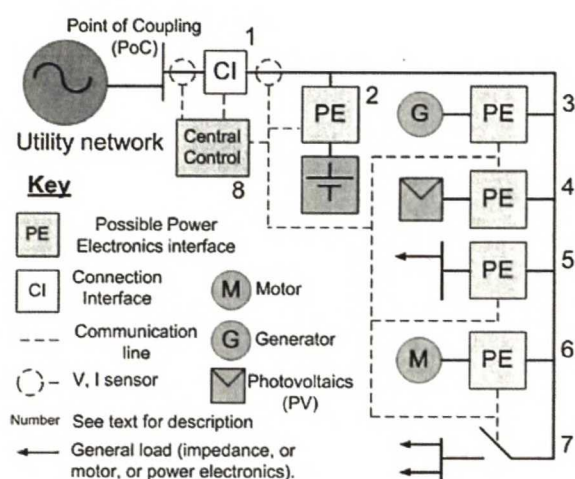 Point of Coupling
(PoC)
1
CI
2
PE
3
G
PE
Utility network
Central
Control
8
4
PE
Key
PE
Possible Power
Electronics interface
5
PE
CI
Connection
Interface
M
Motor
6
M
PE
Communication
line
G
Generator
V, I sensor
Photovoltaics
(PV)
Number
See text for description
7
General load (impedance, or
motor, or power electronics).